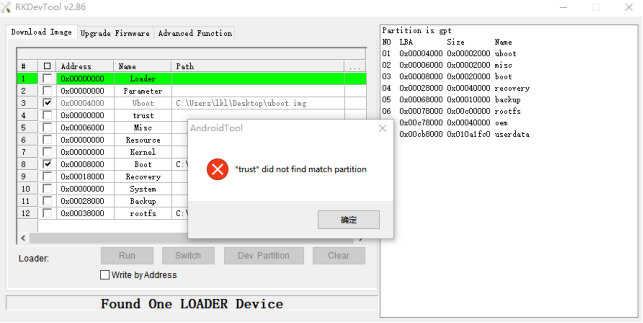 RKDevTool v2.86
Download Image Upgrade Firmware Advanced Function
# Address Name Path ...
1 0x00000000 Loader
2 0x00000000 Parameter
3 0x00004000 Uboot C:\Users\lkl\Desktop\uboot.img
4 0x00000000 trust
5 0x00006000 Misc
6 0x00000000 Resource
7 0x00000000 Kernel
8 0x00008000 Boot C:\
9 0x00018000 Recovery
10 0x00000000 System
11 0x00028000 Backup
12 0x00038000 rootfs C:\
Loader: Run Switch Dev Partition Clear
Write by Address
Found One LOADER Device
AndroidTool
"trust" did not find match partition
确定
Partition is gpt
NO LBA Size Name
01 0x00004000 0x00002000 uboot
02 0x00006000 0x00002000 misc
03 0x00008000 0x00020000 boot
04 0x00028000 0x00040000 recovery
05 0x00068000 0x00010000 backup
06 0x00078000 0x00c00000 rootfs
0x00c78000 0x00040000 oem
0x00cb8000 0x010a1fc0 userdata